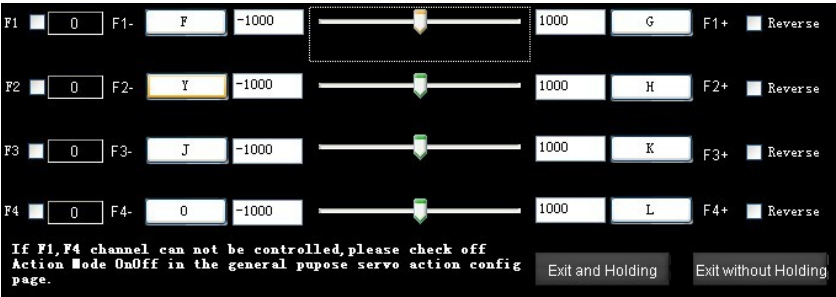 F1 0 F1- F -1000 1000 G F1+ Reverse
F2 0 F2- Y -1000 1000 H F2+ Reverse
F3 0 F3- J -1000 1000 K F3+ Reverse
F4 0 F4- O -1000 1000 L F4+ Reverse
If F1,F4 channel can not be controlled,please check off
Action Mode OnOff in the general pupose servo action config
page.
Exit and Holding Exit without Holding